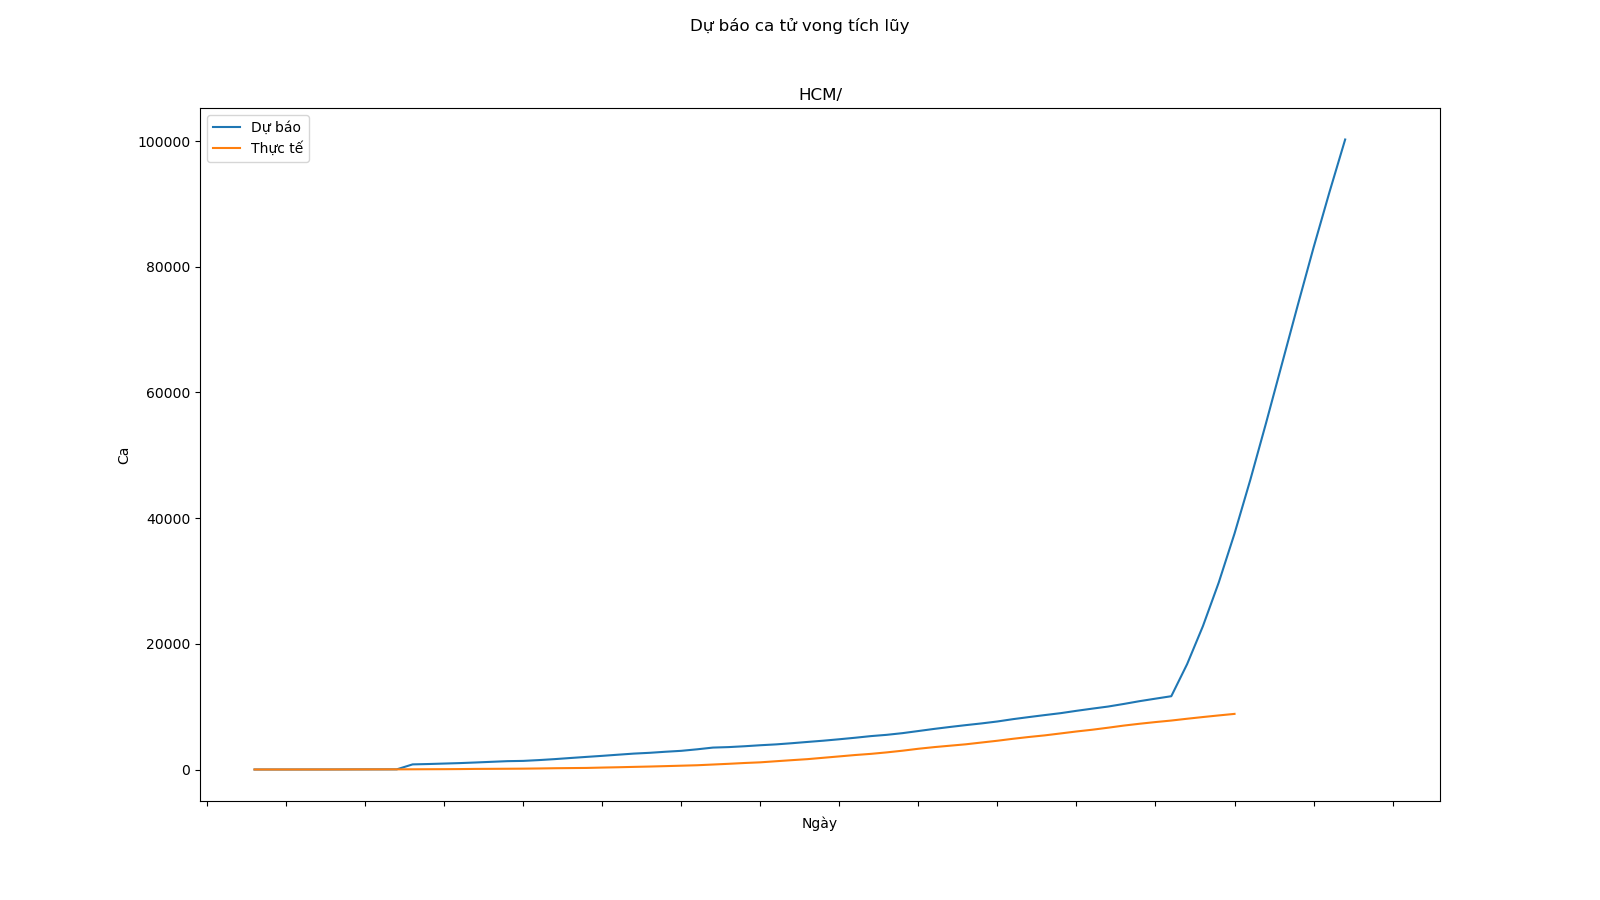 Dự báo ca tử vong tích lũy
HCM/
Dự báo
Thực tế
100000
80000
60000
40000
20000
0
Ca
Ngày